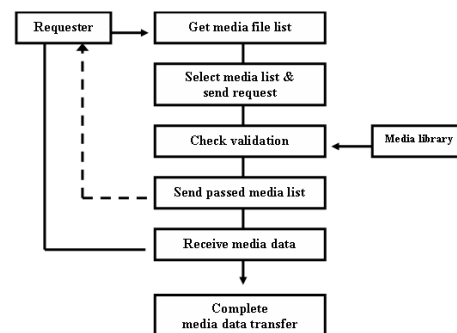 Requester
Get media file list
Select media list &
send request
Check validation
Media library
Send passed media list
Receive media data
Complete
media data transfer